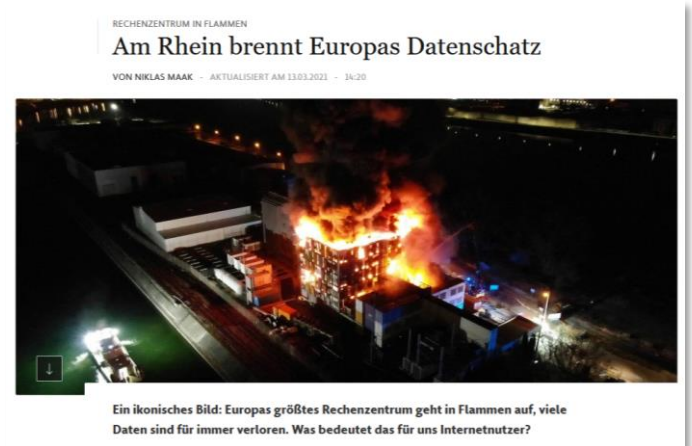 RECHENZENTRUM IN FLAMMEN
Am Rhein brennt Europas Datenschatz
VON NIKLAS MAAK - AKTUALISIERT AM 13.03.2021 - 14:20
Ein ikonisches Bild: Europas größtes Rechenzentrum geht in Flammen auf, viele
Daten sind für immer verloren. Was bedeutet das für uns Internetnutzer?